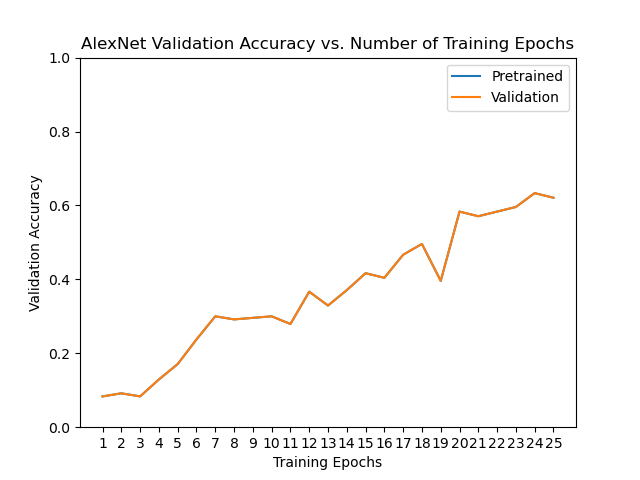 AlexNet Validation Accuracy vs. Number of Training Epochs
1.0
0.8
0.6
0.4
0.2
0.0
Validation Accuracy
Pretrained
Validation
1 2 3 4 5 6 7 8 9 10 11 12 13 14 15 16 17 18 19 20 21 22 23 24 25
Training Epochs